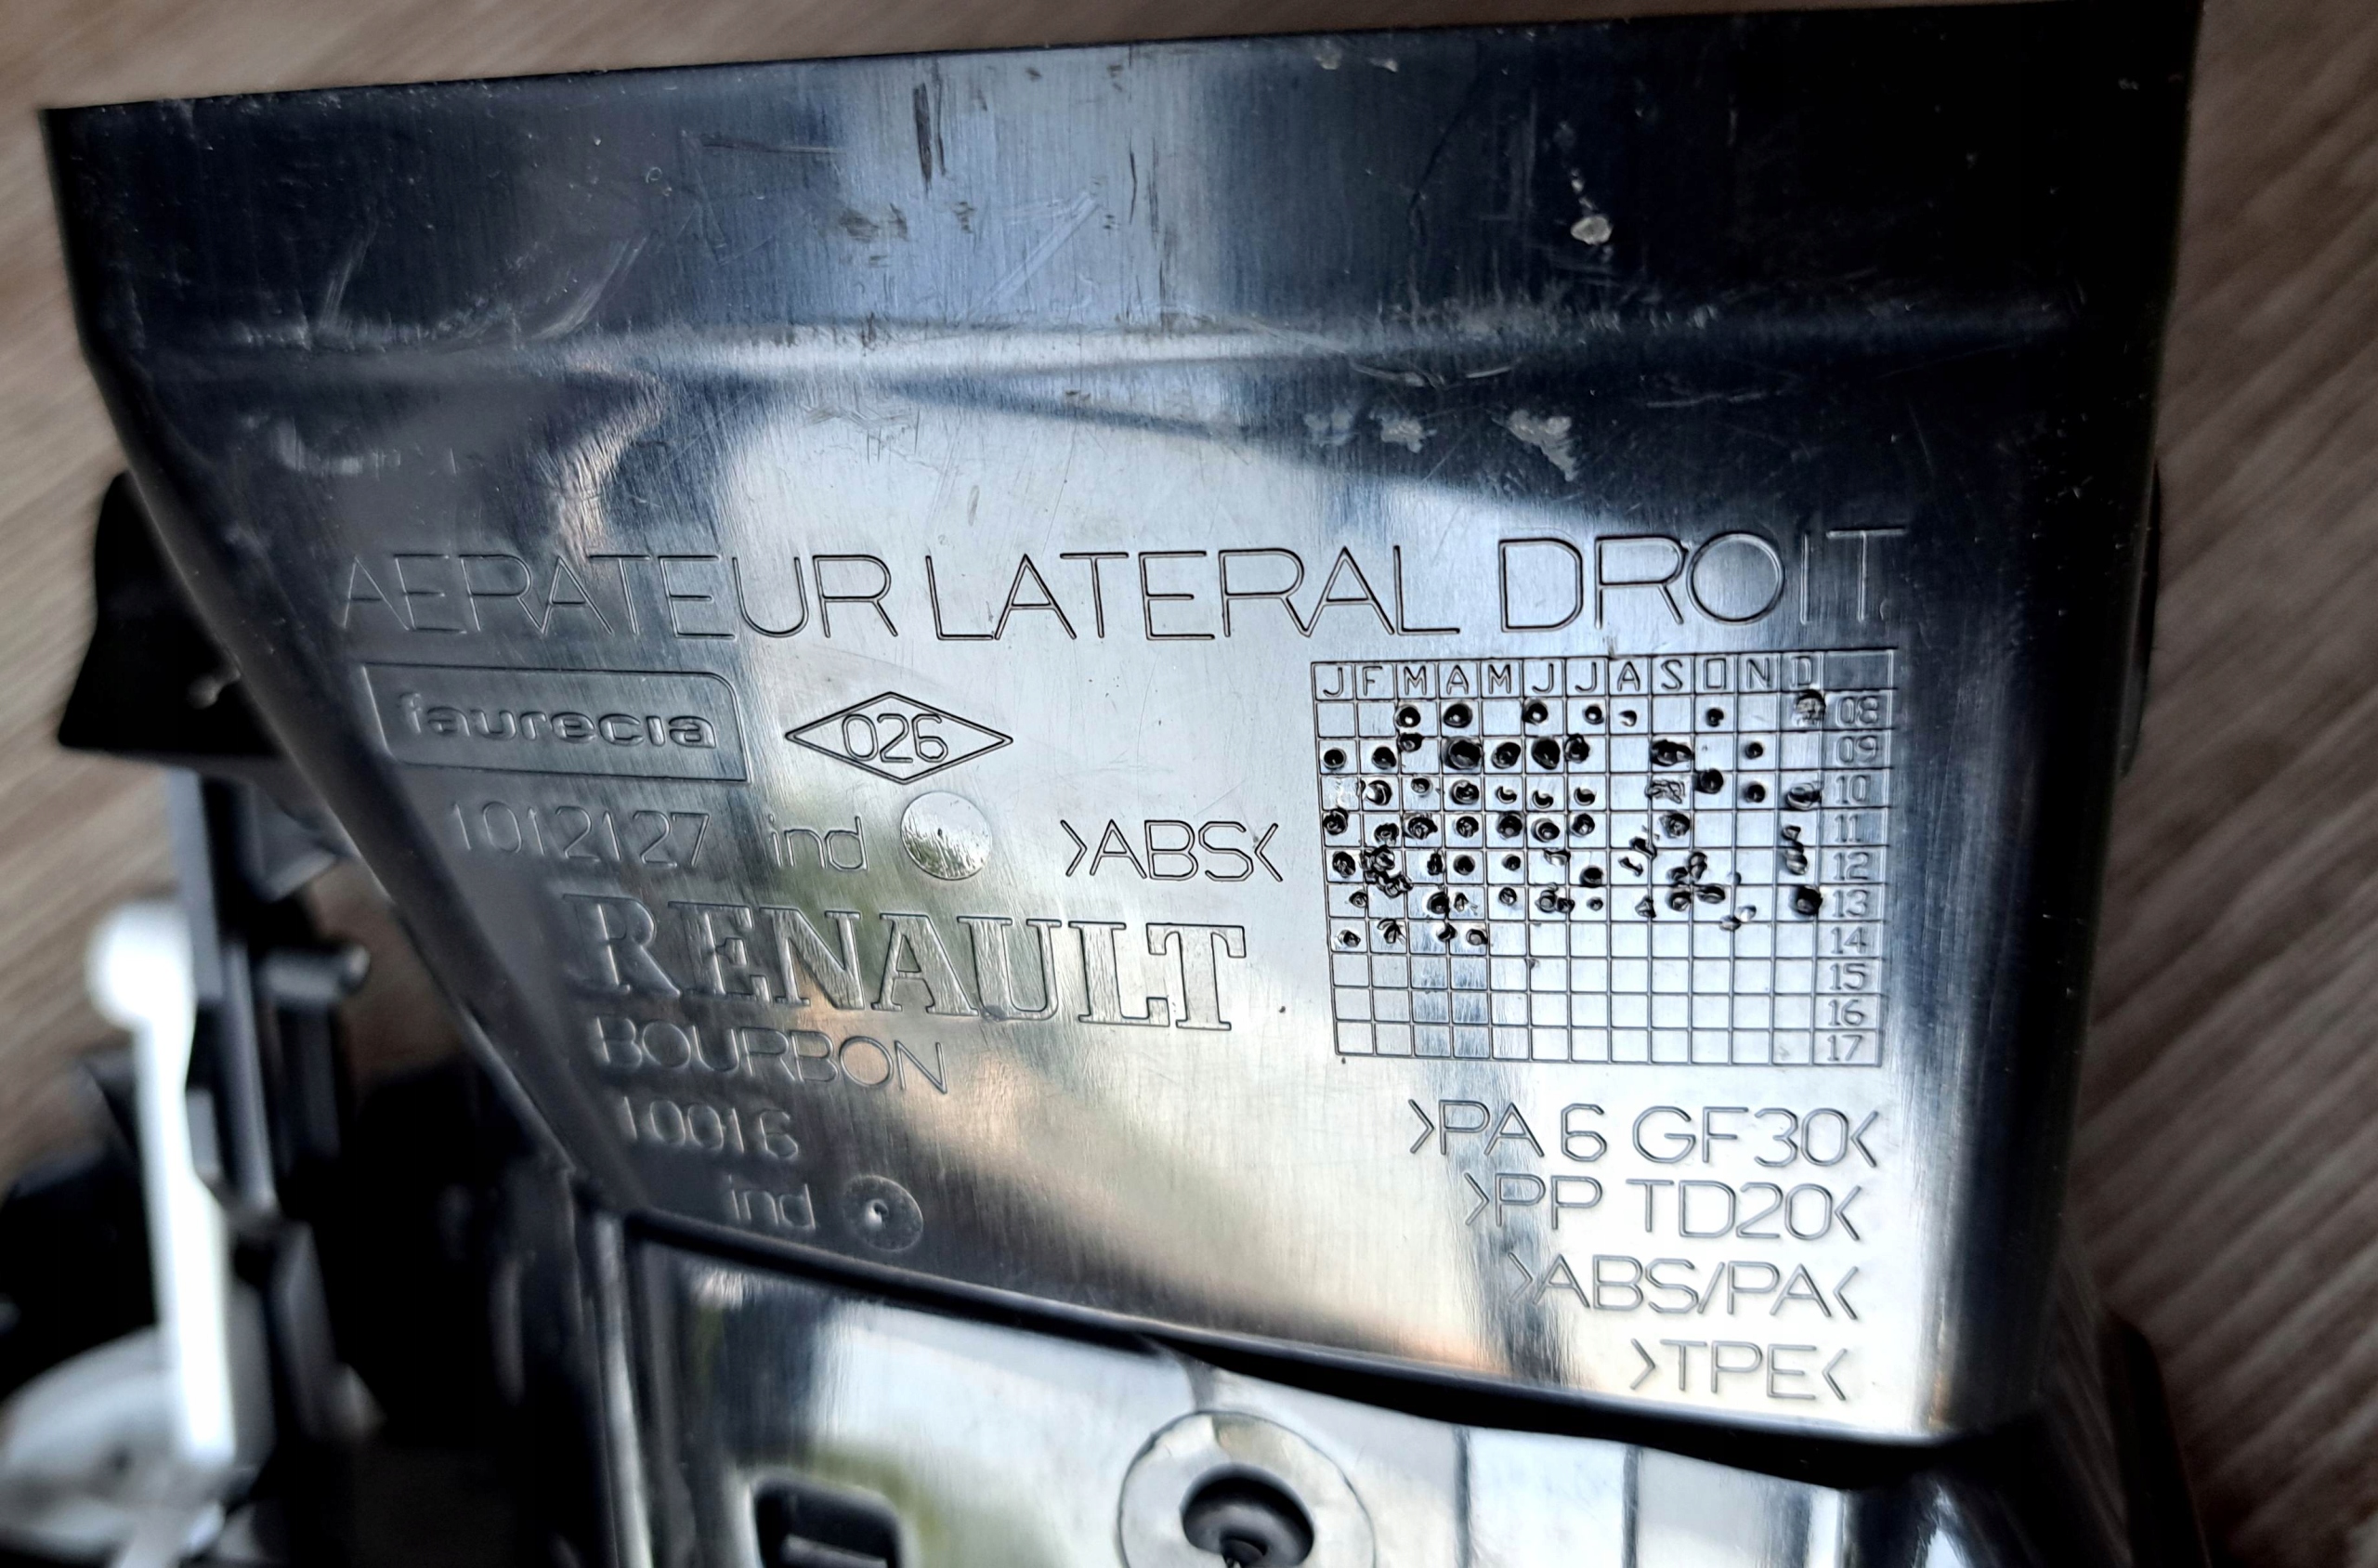 AERATEUR LATERAL DROIT
faurecia
026
1012127 ind
>ABS<
RENAULT
BOURBON
10016
ind
J F M A M J J A S O N D
08
09
10
11
12
13
14
15
16
17
>PA 6 GF30<
>PP TD20<
>ABS/PA<
>TPE<